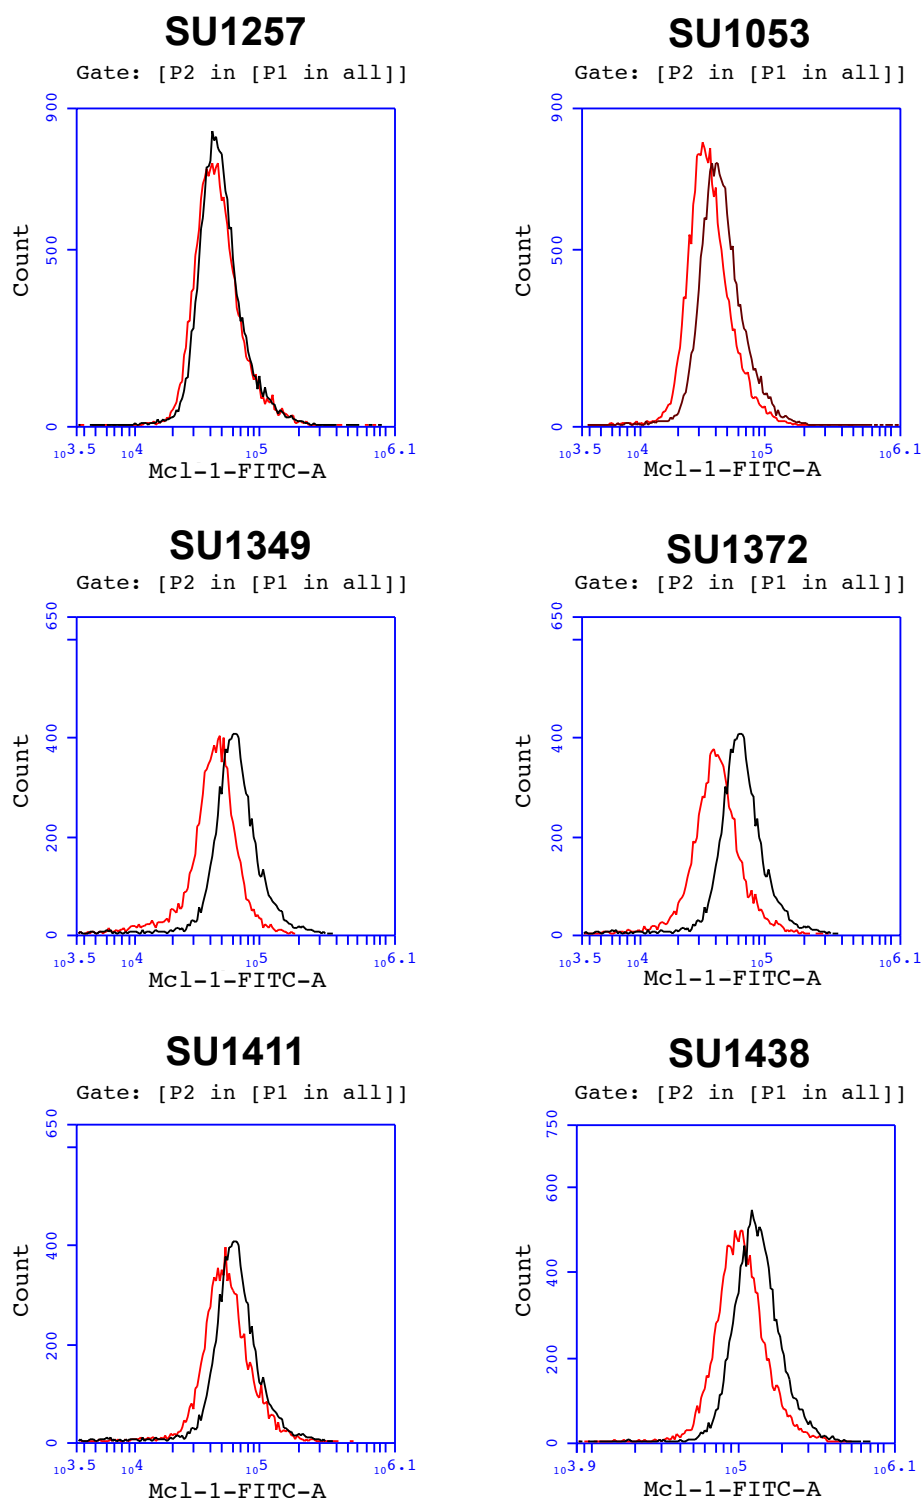 SU1257
Gate: [P2 in [P1 in all]]
900
500
0
Count
10^3.5 10^4 10^5 10^6.1
Mcl-1-FITC-A
SU1053
Gate: [P2 in [P1 in all]]
900
500
0
Count
10^3.5 10^4 10^5 10^6.1
Mcl-1-FITC-A
SU1349
Gate: [P2 in [P1 in all]]
650
400
200
0
Count
10^3.5 10^4 10^5 10^6.1
Mcl-1-FITC-A
SU1372
Gate: [P2 in [P1 in all]]
650
400
200
0
Count
10^3.5 10^4 10^5 10^6.1
Mcl-1-FITC-A
SU1411
Gate: [P2 in [P1 in all]]
650
400
200
0
Count
10^3.5 10^4 10^5 10^6.1
Mcl-1-FITC-A
SU1438
Gate: [P2 in [P1 in all]]
750
600
400
200
0
Count
10^3.9 10^5 10^6.1
Mcl-1-FITC-A